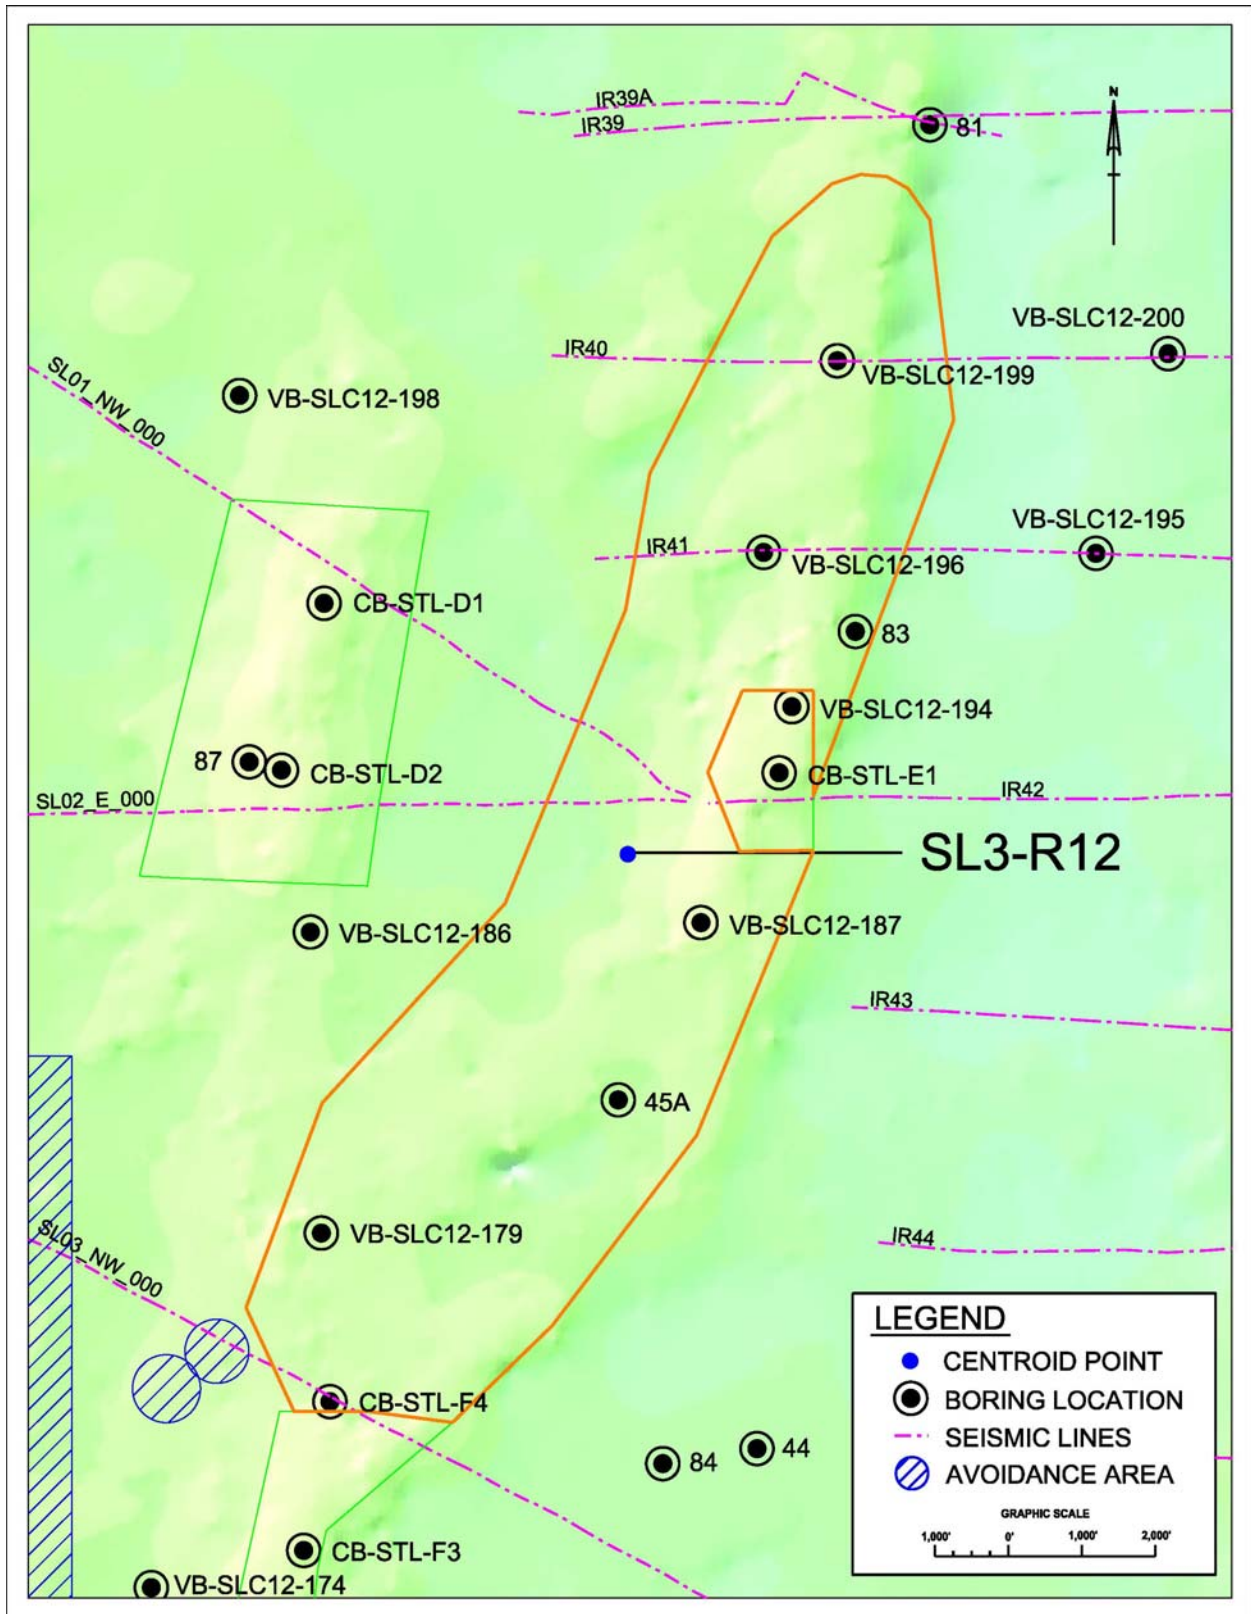 IR39A
N
IR39
81
VB-SLC12-200
IR40
SL01_NW_000
VB-SLC12-199
VB-SLC12-198
VB-SLC12-195
IR41
VB-SLC12-196
CB-STL-D1
83
VB-SLC12-194
87
CB-STL-D2
CB-STL-E1
SL02_E_000
IR42
SL3-R12
VB-SLC12-186
VB-SLC12-187
IR43
45A
VB-SLC12-179
SL03_NW_000
IR44
LEGEND
CENTROID POINT
BORING LOCATION
SEISMIC LINES
AVOIDANCE AREA
GRAPHIC SCALE
1,000' 0' 1,000' 2,000'
CB-STL-F4
44
84
CB-STL-F3
VB-SLC12-174